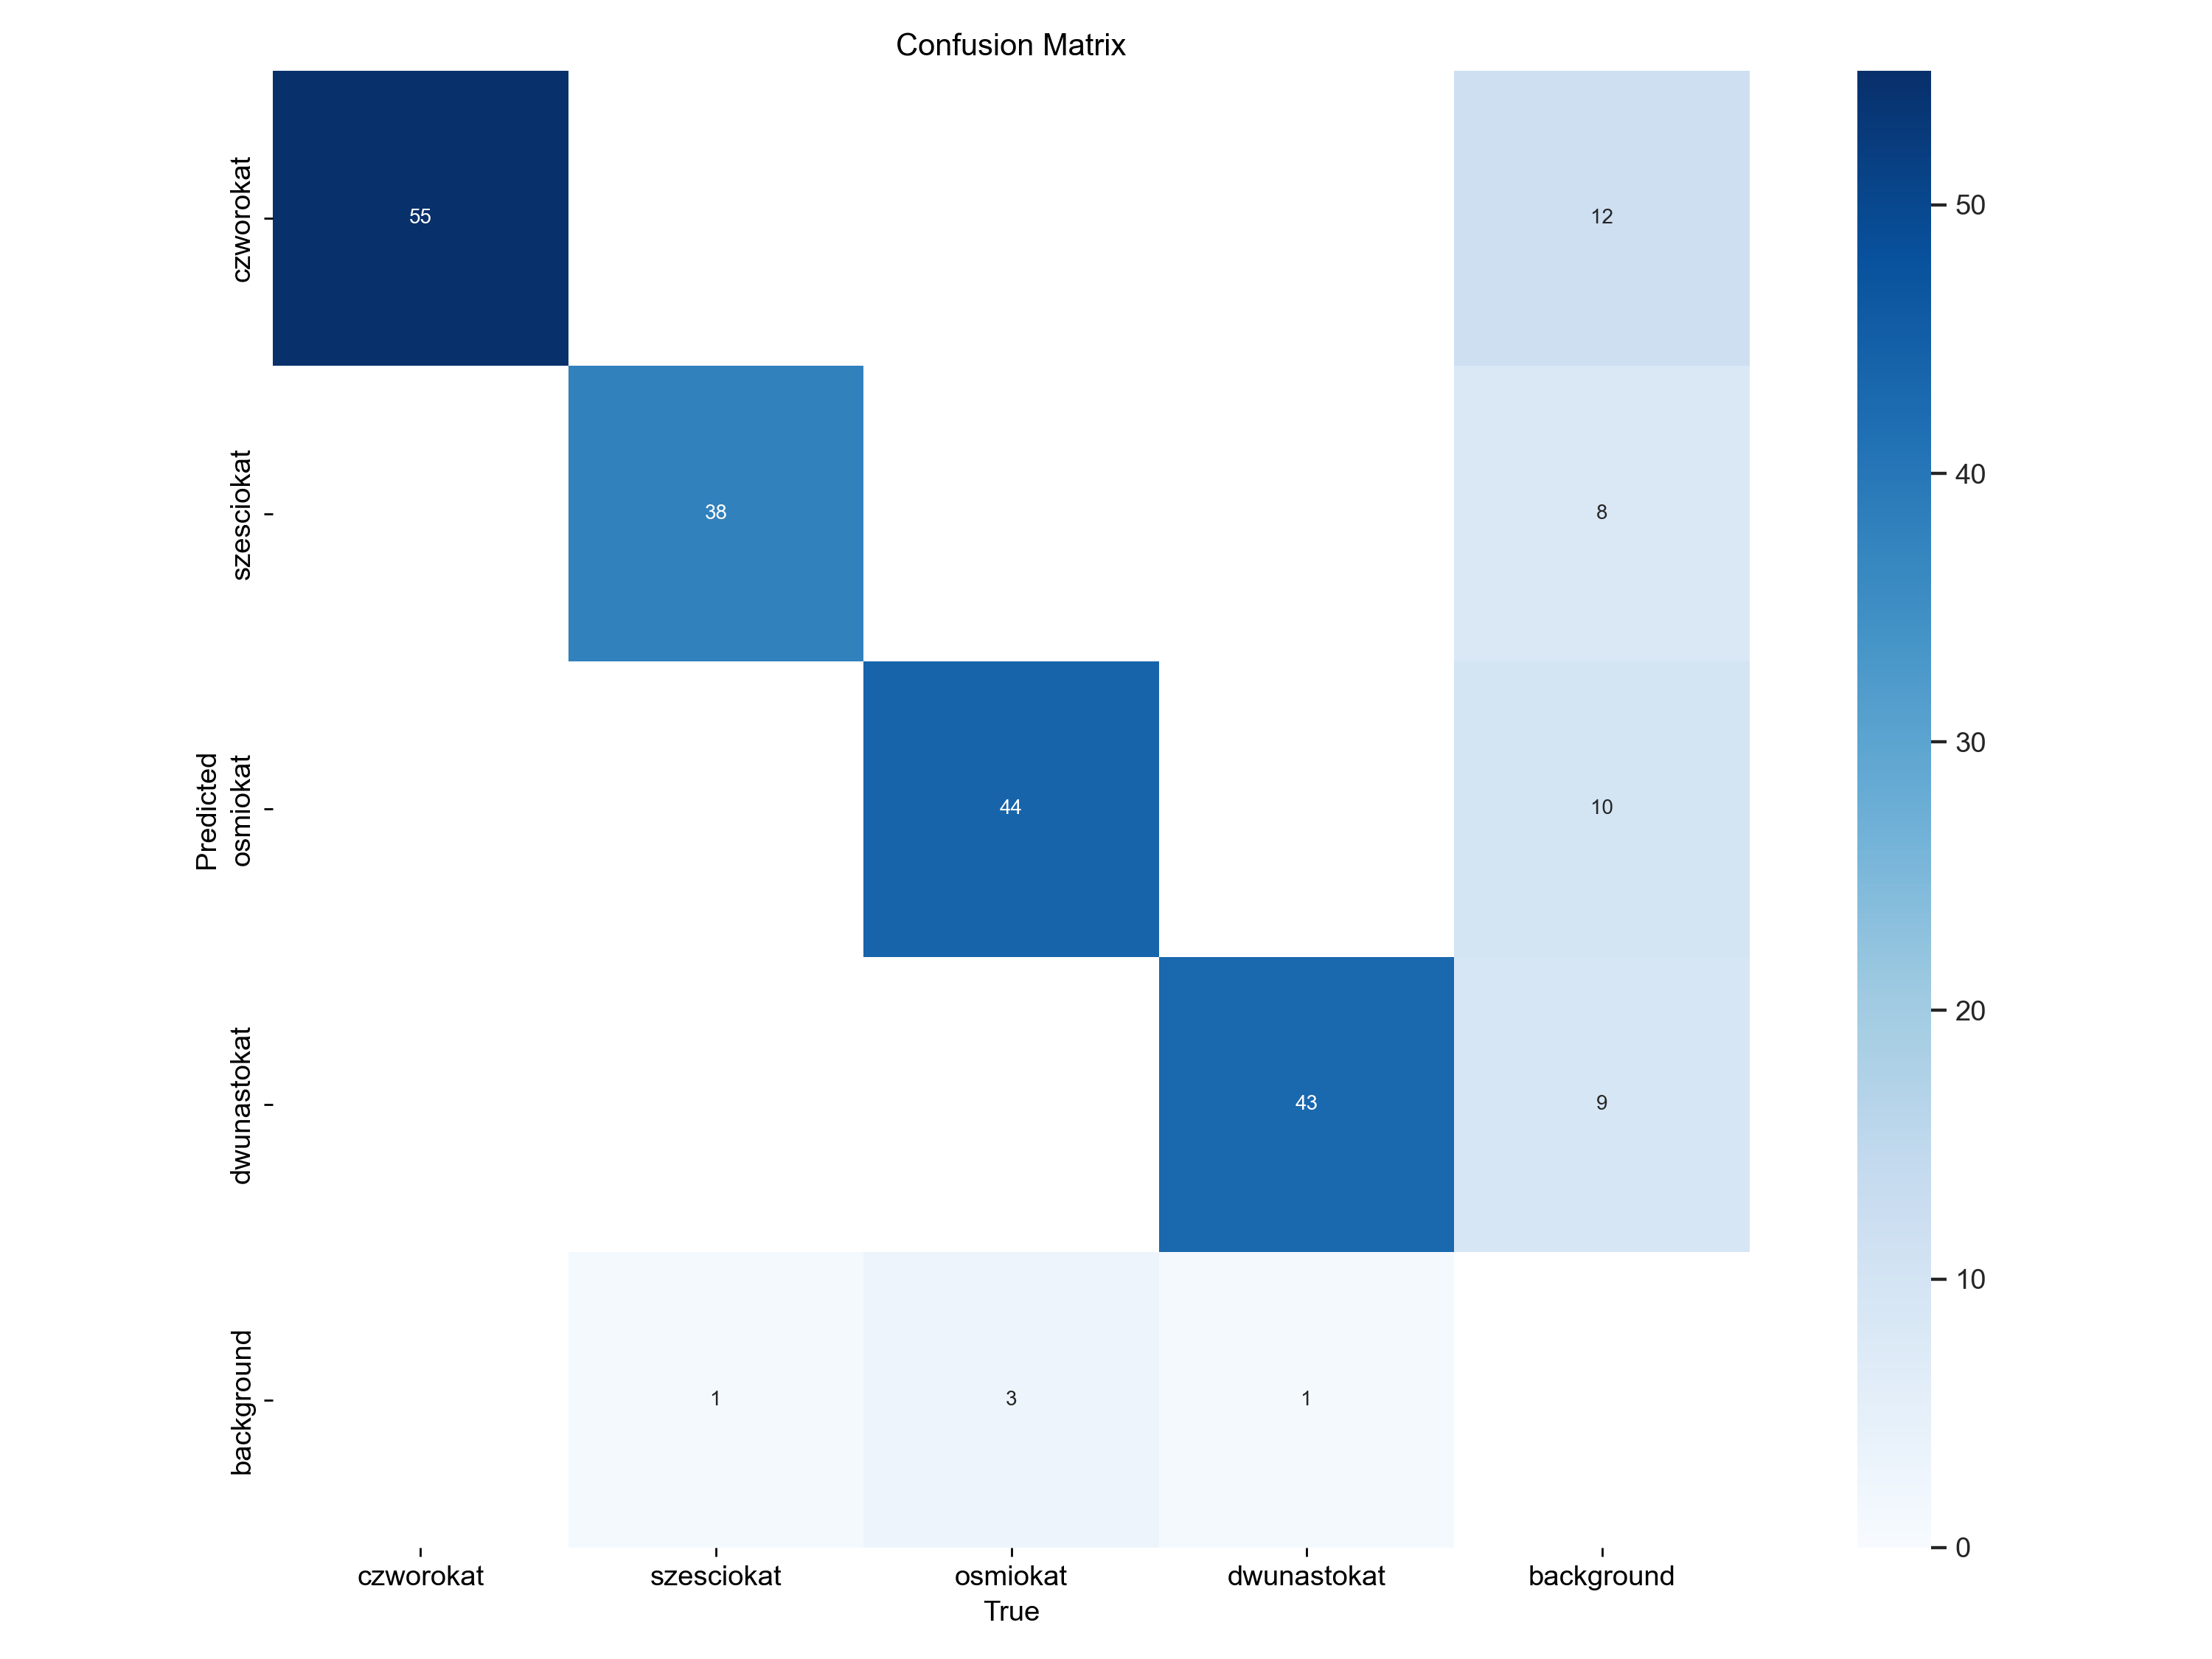 Confusion Matrix
czworokat
55
12
50
szesciokat
38
8
40
Predicted
osmiokat
44
10
30
dwunastokat
43
9
20
background
1
3
1
10
0
czworokat
szesciokat
osmiokat
dwunastokat
background
True